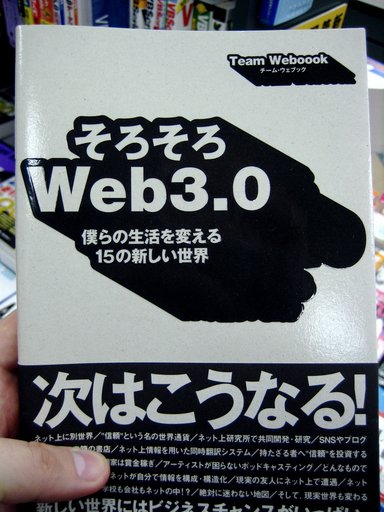 Team Weboook
チーム・ウェブック
そろそろ
Web3.0
僕らの生活を変える
15の新しい世界
次はこうなる!
ネット上に別世界/"信頼"という名の世界通貨/ネット上研究所で共同開発・研究/SNSやブログ
の書店/ネット上情報を用いた同時翻訳システム/持たざる者へ"信頼"を投資する
家は賞金稼ぎ/アーティストが困らないポッドキャスティング/どんなもので
ネットが自分で情報を構成・構造化/現実の友人にネット上で遭遇/ネット
学校も会社もネットの中!?/絶対に迷わない地図/そして、現実世界も変わる
新しい世界にはビジネスチャンスがいっぱい